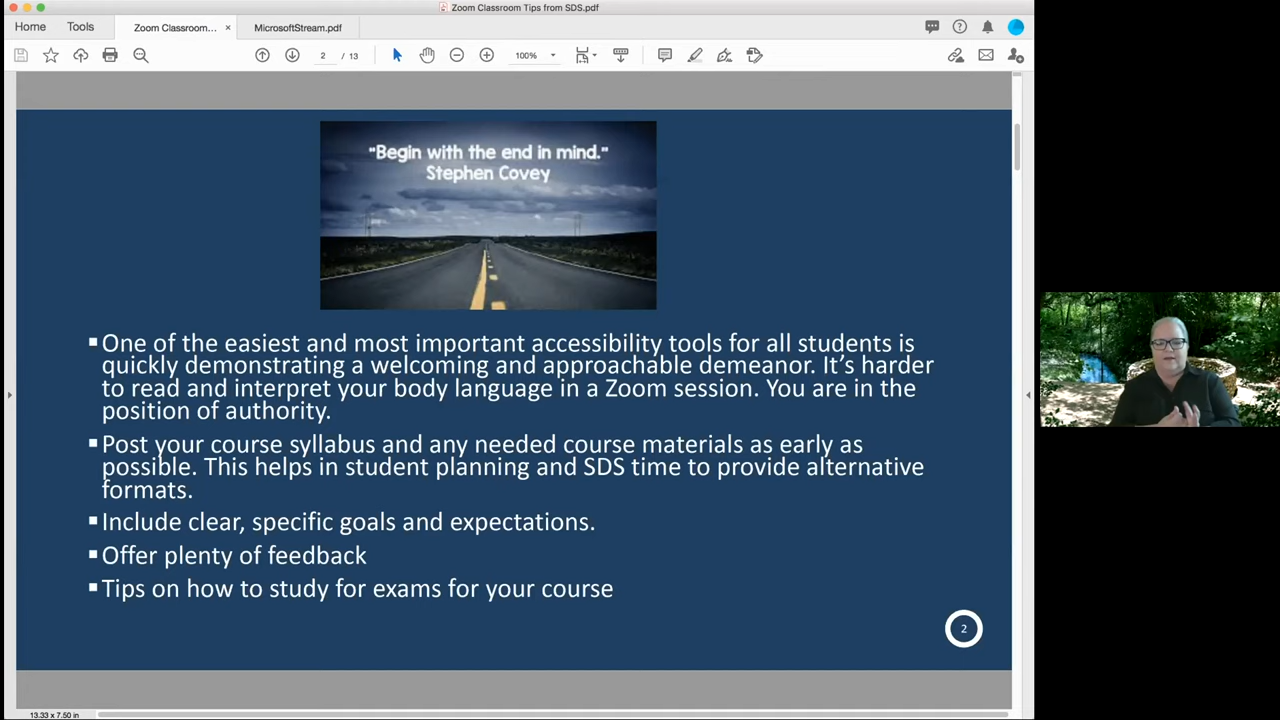 Zoom Classroom Tips from SDS.pdf
Home
Tools
Zoom Classroom...
MicrosoftStream.pdf
2 / 13
100%
"Begin with the end in mind."
Stephen Covey
▪One of the easiest and most important accessibility tools for all students is
quickly demonstrating a welcoming and approachable demeanor. It's harder
to read and interpret your body language in a Zoom session. You are in the
position of authority.
▪Post your course syllabus and any needed course materials as early as
possible. This helps in student planning and SDS time to provide alternative
formats.
▪Include clear, specific goals and expectations.
▪Offer plenty of feedback
▪Tips on how to study for exams for your course
2
13.33 x 7.50 in